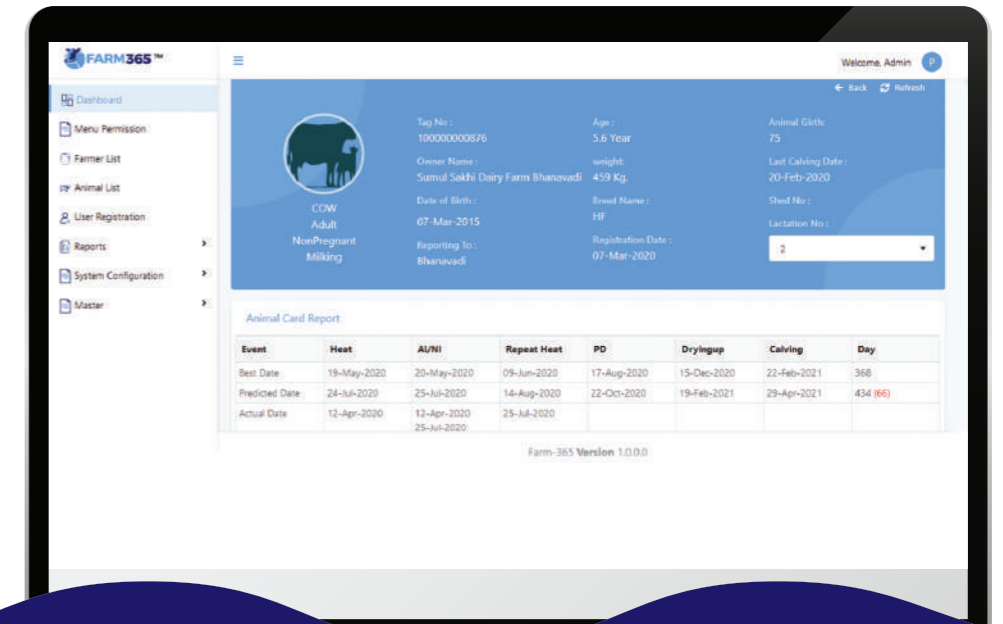 FARM365 ™
Welcome, Admin P
Dashboard
Menu Permission
Farmer List
Animal List
User Registration
Reports
System Configuration
Master
Back Refresh
COW
Adult
NonPregnant
Milking
Tag No :
100000000876
Owner Name :
Sumul Sakhi Dairy Farm Bhanavadi
Date of Birth :
07-Mar-2015
Reporting To :
Bhanavadi
Age :
5.6 Year
weight:
459 Kg.
Breed Name :
HF
Registration Date :
07-Mar-2020
Animal Girth:
75
Last Calving Date :
20-Feb-2020
Shed No :
Lactation No :
2
Animal Card Report
Event Heat AI/NI Repeat Heat PD Dryingup Calving Day
Best Date 19-May-2020 20-May-2020 09-Jun-2020 17-Aug-2020 15-Dec-2020 22-Feb-2021 368
Predicted Date 24-Jul-2020 25-Jul-2020 14-Aug-2020 22-Oct-2020 19-Feb-2021 29-Apr-2021 434 (66)
Actual Date 12-Apr-2020 12-Apr-2020 25-Jul-2020
25-Jul-2020
Farm-365 Version 1.0.0.0